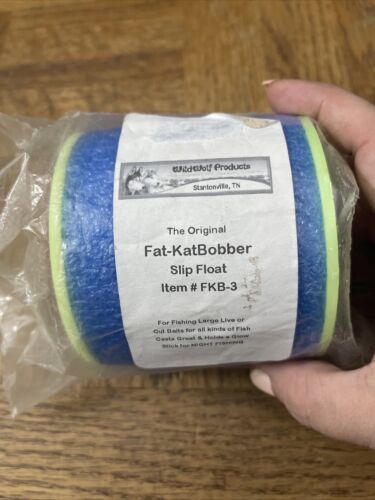 WildWolf Products
Stantonville, TN
The Original
Fat-KatBobber
Slip Float
Item # FKB-3
For Fishing Large Live or
Cut Baits for all kinds of Fish
Casts Great & Holds a Glow
Stick for NIGHT FISHING